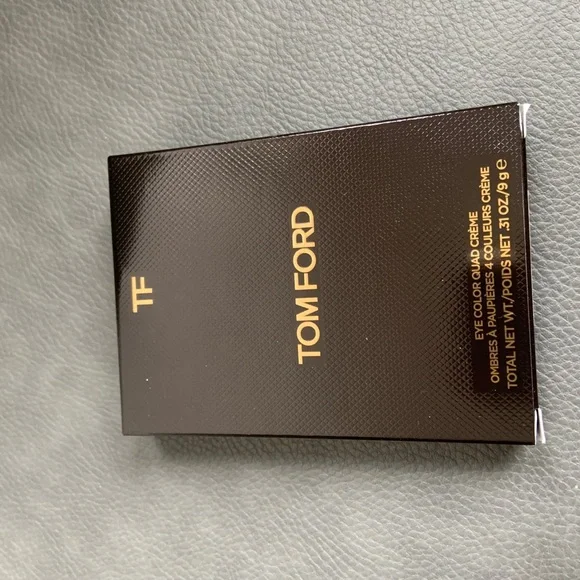 TF
TOM FORD
EYE COLOR QUAD CRÈME
OMBRES À PAUPIÈRES 4 COULEURS CRÈME
TOTAL NET WT./POIDS NET .31 OZ./9 g ℮